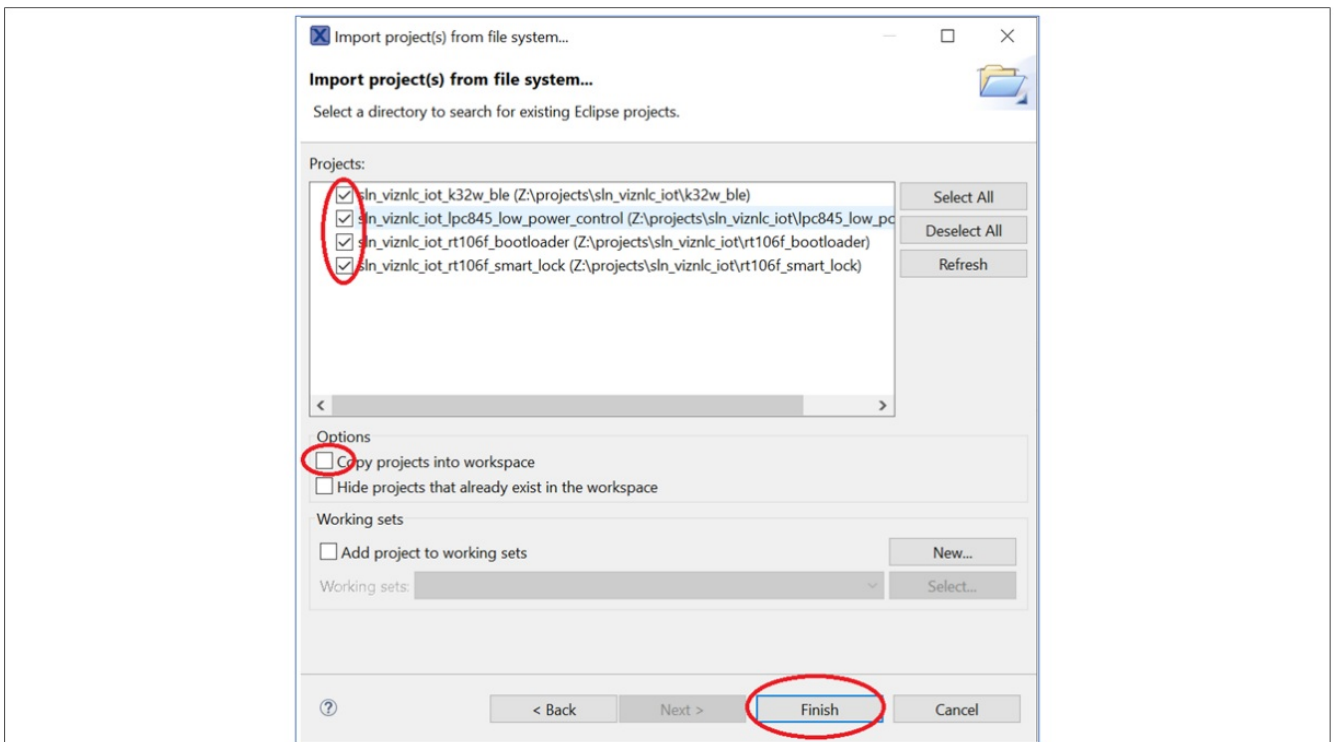 Import project(s) from file system...
Import project(s) from file system...
Select a directory to search for existing Eclipse projects.
Projects:
sln_viznlc_iot_k32w_ble (Z:\projects\sln_viznlc_iot\k32w_ble)
sln_viznlc_iot_lpc845_low_power_control (Z:\projects\sln_viznlc_iot\lpc845_low_pc
sln_viznlc_iot_rt106f_bootloader (Z:\projects\sln_viznlc_iot\rt106f_bootloader)
sln_viznlc_iot_rt106f_smart_lock (Z:\projects\sln_viznlc_iot\rt106f_smart_lock)
Select All
Deselect All
Refresh
Options
Copy projects into workspace
Hide projects that already exist in the workspace
Working sets
Add project to working sets
New...
Working sets:
Select...
< Back
Next >
Finish
Cancel